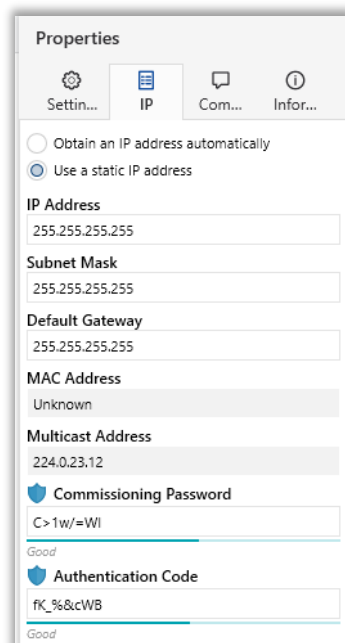 Properties
Settin... IP Com... Infor...
Obtain an IP address automatically
Use a static IP address
IP Address
255.255.255.255
Subnet Mask
255.255.255.255
Default Gateway
255.255.255.255
MAC Address
Unknown
Multicast Address
224.0.23.12
Commissioning Password
C>1w/=WI
Good
Authentication Code
fK_%&cWB
Good